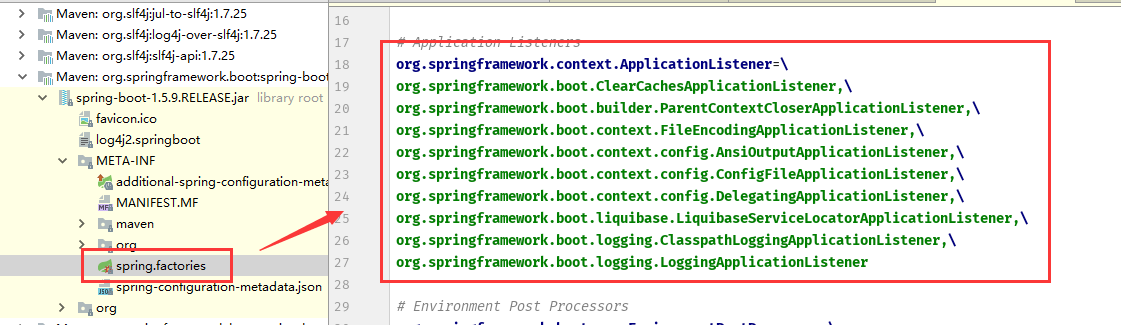 Maven: org.slf4j:jul-to-slf4j:1.7.25
Maven: org.slf4j:log4j-over-slf4j:1.7.25
Maven: org.slf4j:slf4j-api:1.7.25
Maven: org.springframework.boot:spring-boot
spring-boot-1.5.9.RELEASE.jar library root
favicon.ico
log4j2.springboot
META-INF
additional-spring-configuration-meta
MANIFEST.MF
maven
org
spring.factories
spring-configuration-metadata.json
org
16
17 # Application Listeners
18 org.springframework.context.ApplicationListener=\
19 org.springframework.boot.ClearCachesApplicationListener,\
20 org.springframework.boot.builder.ParentContextCloserApplicationListener,\
21 org.springframework.boot.context.FileEncodingApplicationListener,\
22 org.springframework.boot.context.config.AnsiOutputApplicationListener,\
23 org.springframework.boot.context.config.ConfigFileApplicationListener,\
24 org.springframework.boot.context.config.DelegatingApplicationListener,\
25 org.springframework.boot.liquibase.LiquibaseServiceLocatorApplicationListener,\
26 org.springframework.boot.logging.ClasspathLoggingApplicationListener,\
27 org.springframework.boot.logging.LoggingApplicationListener
28
29 # Environment Post Processors